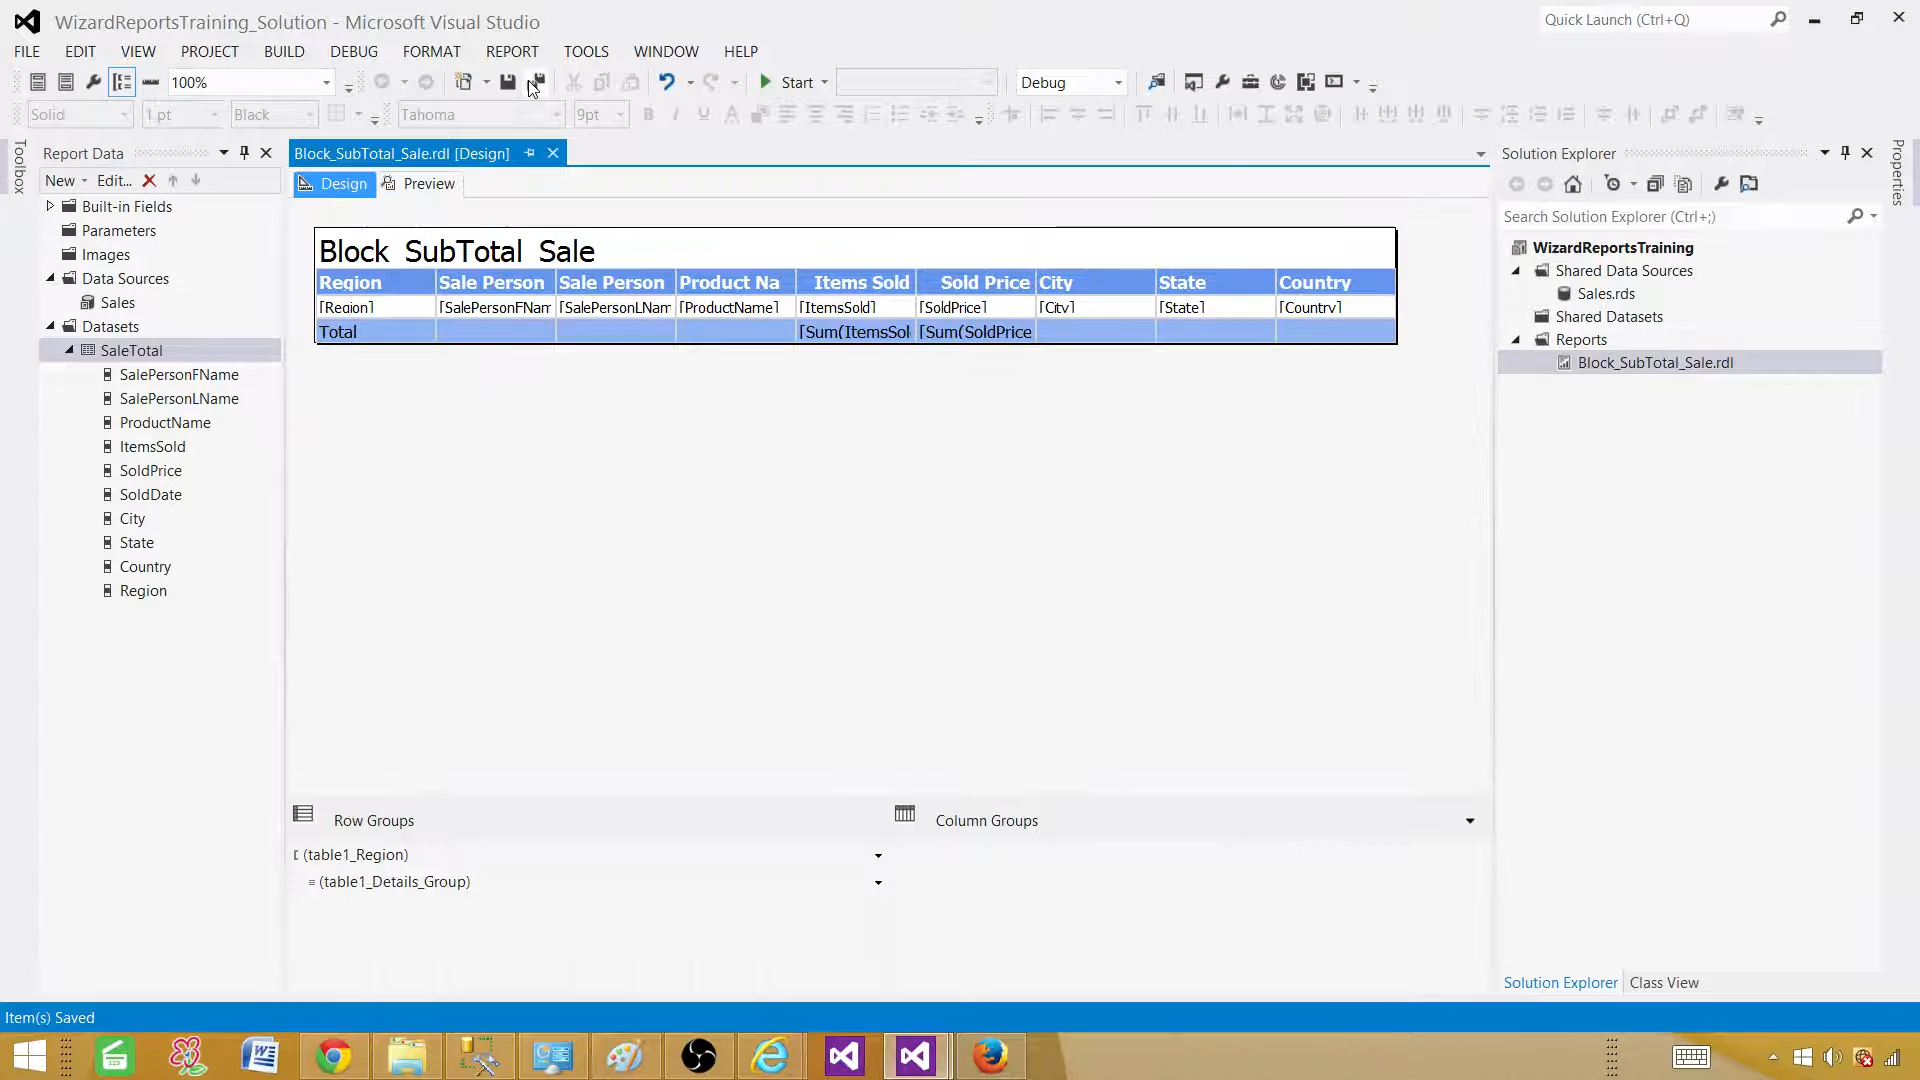 WizardReportsTraining_Solution - Microsoft Visual Studio
Quick Launch (Ctrl+Q)
FILE EDIT VIEW PROJECT BUILD DEBUG FORMAT REPORT TOOLS WINDOW HELP
100% Start Debug
Solid 1 pt Black Tahoma 9pt B I U A
Toolbox
Report Data
New Edit...
Built-in Fields
Parameters
Images
Data Sources
Sales
Datasets
SaleTotal
SalePersonFName
SalePersonLName
ProductName
ItemsSold
SoldPrice
SoldDate
City
State
Country
Region
Block_SubTotal_Sale.rdl [Design]
Design Preview
Block SubTotal Sale
Region Sale Person Sale Person Product Na Items Sold Sold Price City State Country
[Region] [SalePersonFNam [SalePersonLNam [ProductName] [ItemsSold] [SoldPrice] [City] [State] [Country]
Total [Sum(ItemsSol [Sum(SoldPrice
Row Groups Column Groups
(table1_Region)
(table1_Details_Group)
Solution Explorer
Search Solution Explorer (Ctrl+;)
WizardReportsTraining
Shared Data Sources
Sales.rds
Shared Datasets
Reports
Block_SubTotal_Sale.rdl
Solution Explorer Class View
Properties
Item(s) Saved